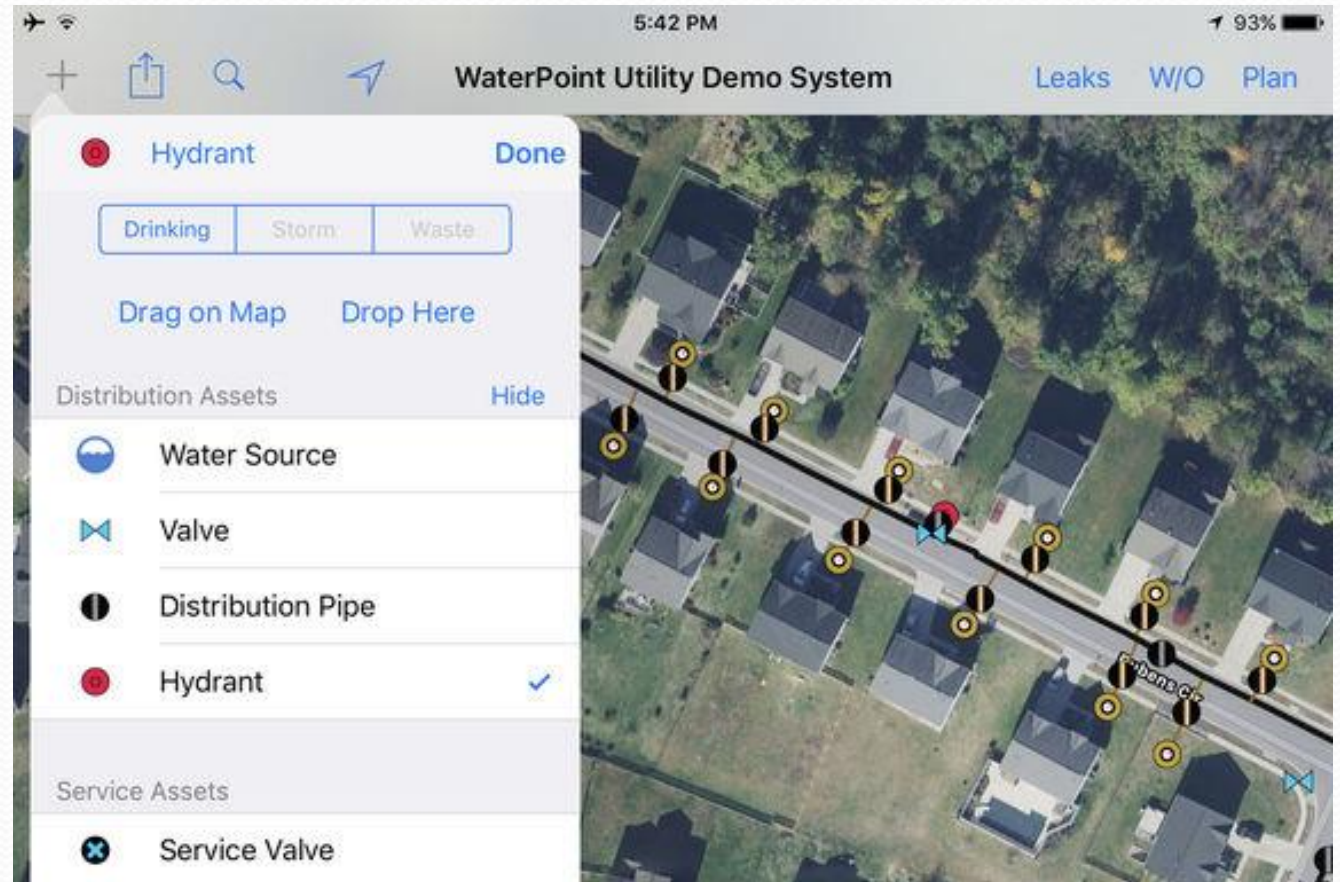 5:42 PM
93%
WaterPoint Utility Demo System
Leaks W/O Plan
Hydrant Done
Drinking Storm Waste
Drag on Map Drop Here
Distribution Assets Hide
Water Source
Valve
Distribution Pipe
Hydrant
Service Assets
Service Valve
Cir